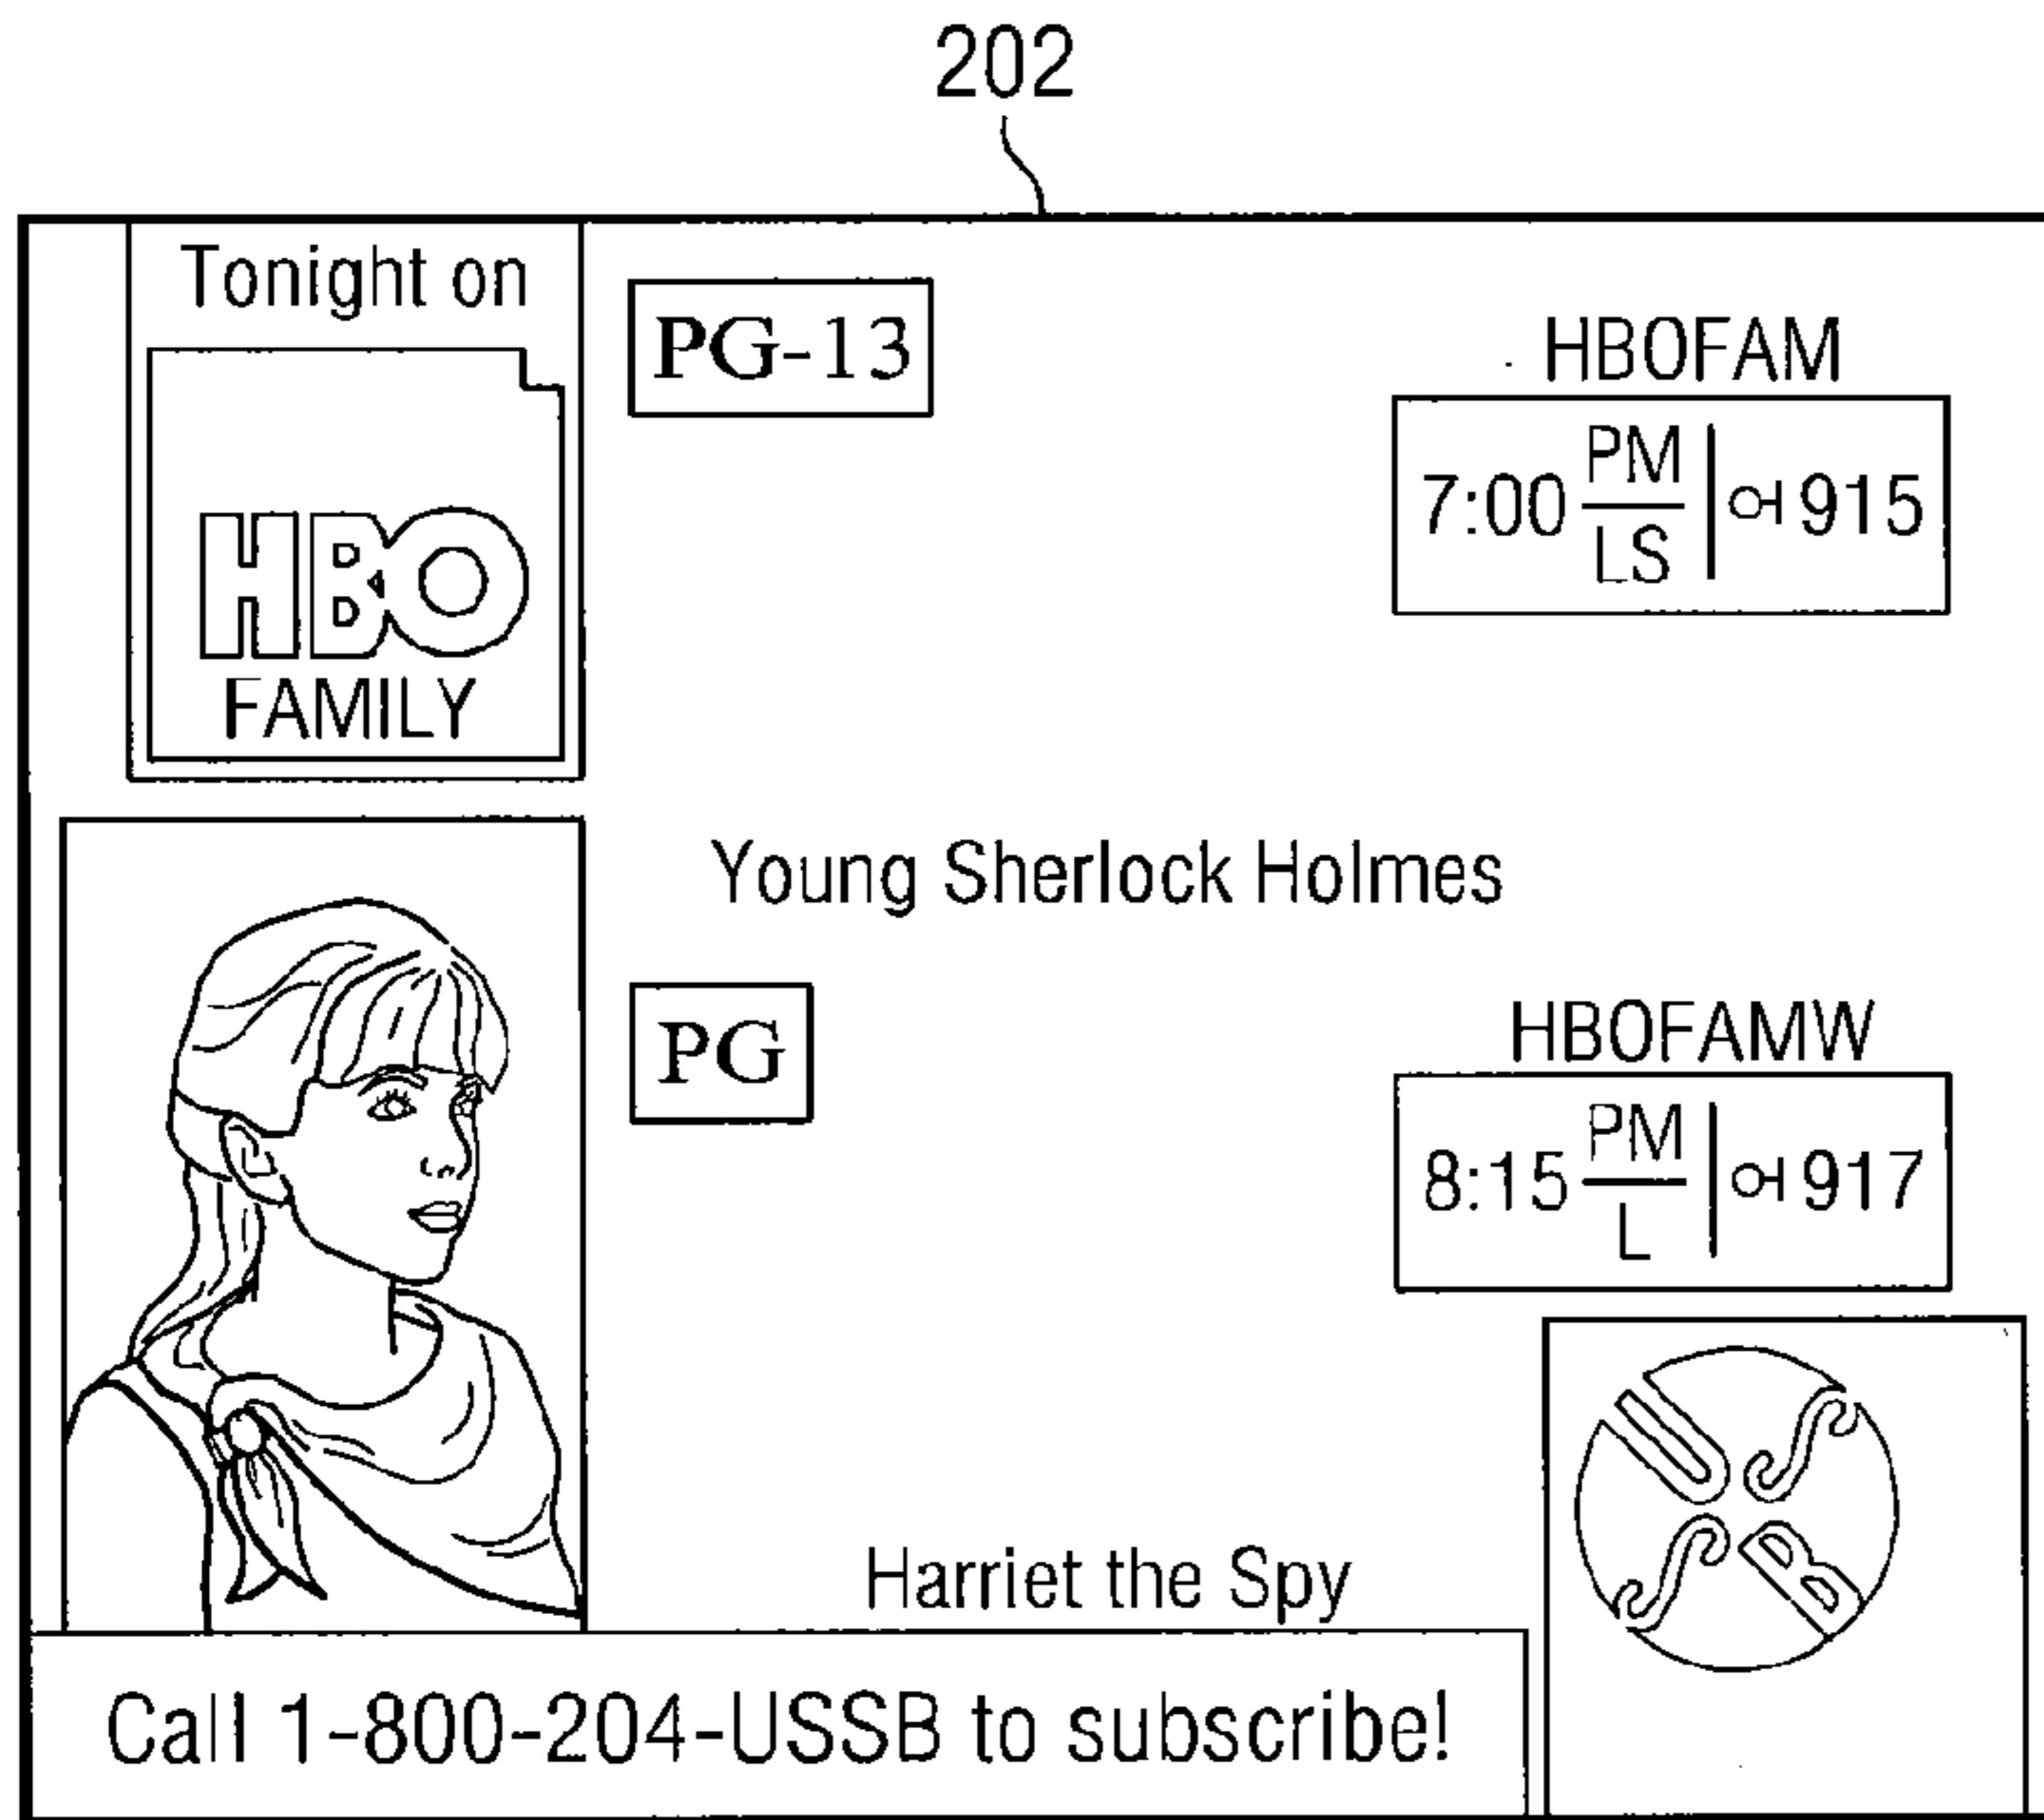 202
Tonight on
HBO
FAMILY
PG-13
HBOFAM
7:00 PM LS 915
Young Sherlock Holmes
PG
HBOFAMW
8:15 PM L 917
Harriet the Spy
USSB
Call 1-800-204-USSB to subscribe!